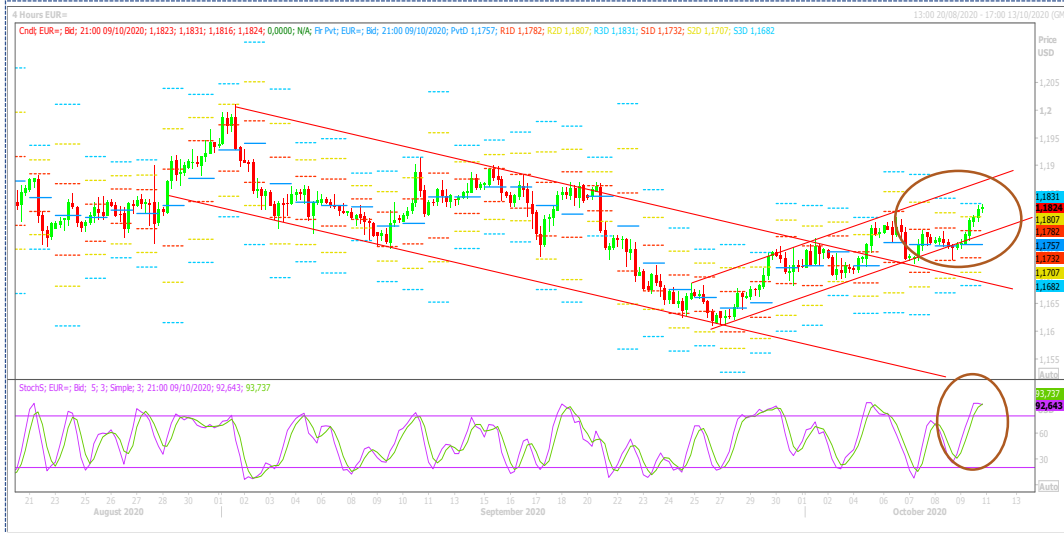 4 Hours EUR= 13:00 20/08/2020 - 17:00 13/10/2020 (GM
Cndl; EUR=; Bid; 21:00 09/10/2020; 1,1823; 1,1831; 1,1816; 1,1824; 0,0000; N/A; Flr Pvt; EUR=; Bid; 21:00 09/10/2020; PvtD 1,1757; R1D 1,1782; R2D 1,1807; R3D 1,1831; S1D 1,1732; S2D 1,1707; S3D 1,1682
Price
USD
1,205
1,2
1,195
1,19
1,1831
1,1824
1,1807
1,1782
1,1757
1,1732
1,1707
1,1682
1,165
1,16
1,155
Auto
StochS; EUR=; Bid; 5; 3; Simple; 3; 21:00 09/10/2020; 92,643; 93,737
93,737
92,643
60
30
Auto
21 23 25 26 27 28 30 01 02 03 04 06 07 08 09 10 11 13 14 15 16 17 18 20 21 22 23 24 25 27 28 29 30 01 02 04 05 06 07 08 09 11 13
August 2020 September 2020 October 2020